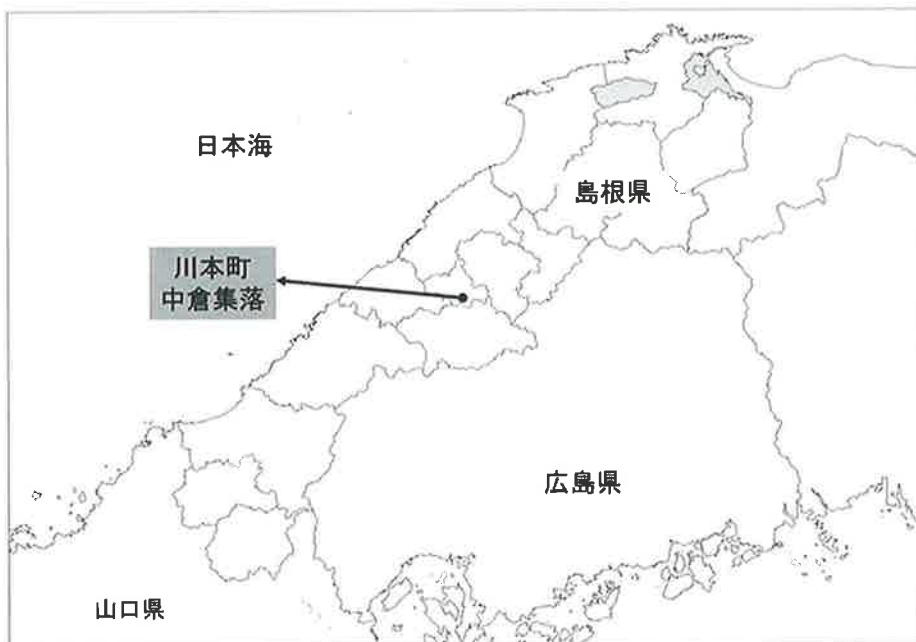 日本海
島根県
川本町
中倉集落
広島県
山口県